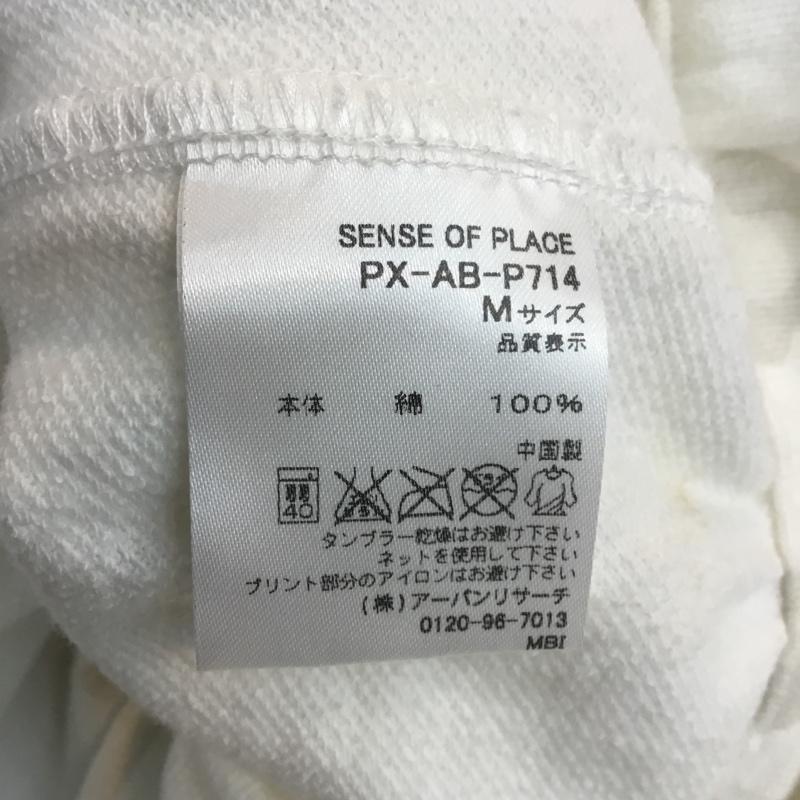 SENSE OF PLACE
PX-AB-P714
Mサイズ
品質表示
本体 綿 100%
中国製
40
タンブラー乾燥はお避け下さい
ネットを使用して下さい
プリント部分のアイロンはお避け下さい
(株)アーバンリサーチ
0120-96-7013
MBI